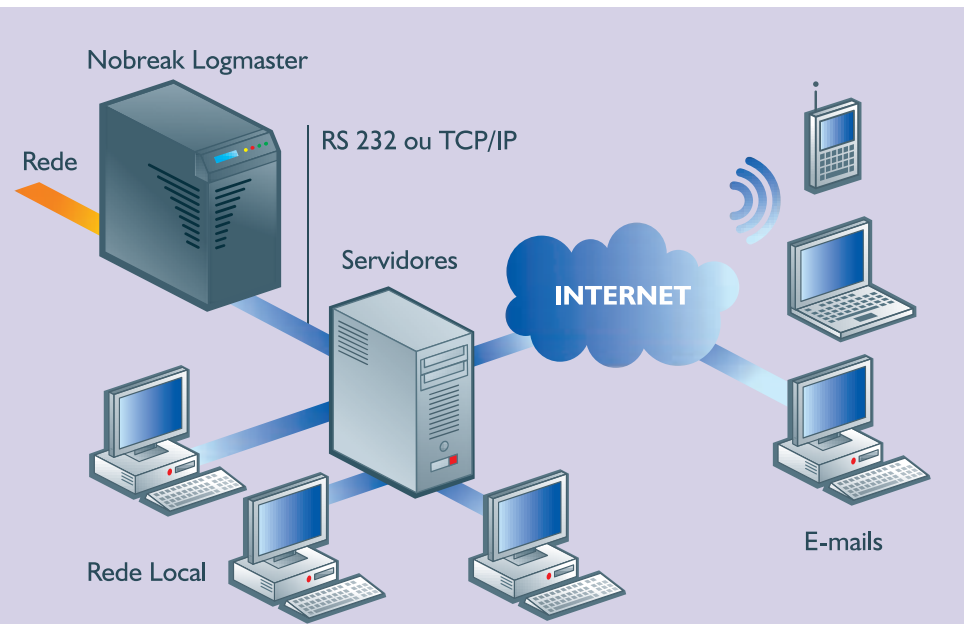 Nobreak Logmaster
RS 232 ou TCP/IP
Rede
Servidores
INTERNET
E-mails
Rede Local